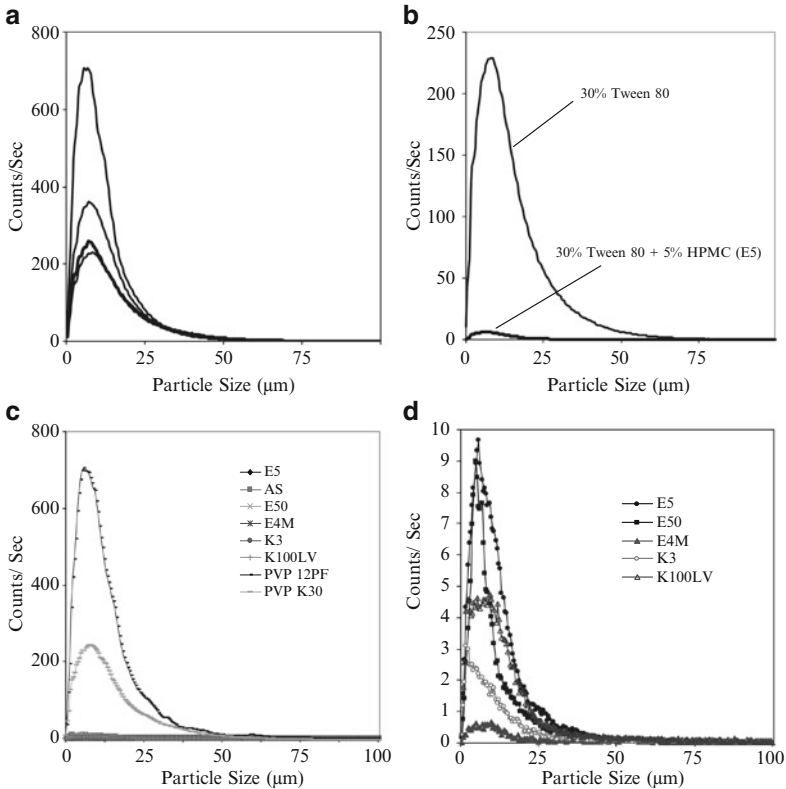 a
800
600
400
200
0
Counts/Sec
0 25 50 75
Particle Size (μm)
b
250
200
150
100
50
0
Counts/Sec
30% Tween 80
30% Tween 80 + 5% HPMC (E5)
0 25 50 75
Particle Size (μm)
c
800
600
400
200
0
Counts/ Sec
E5
AS
E50
E4M
K3
K100LV
PVP 12PF
PVP K30
0 25 50 75 100
Particle Size (μm)
d
10
9
8
7
6
5
4
3
2
1
0
Counts/ Sec
E5
E50
E4M
K3
K100LV
0 25 50 75 100
Particle Size (μm)